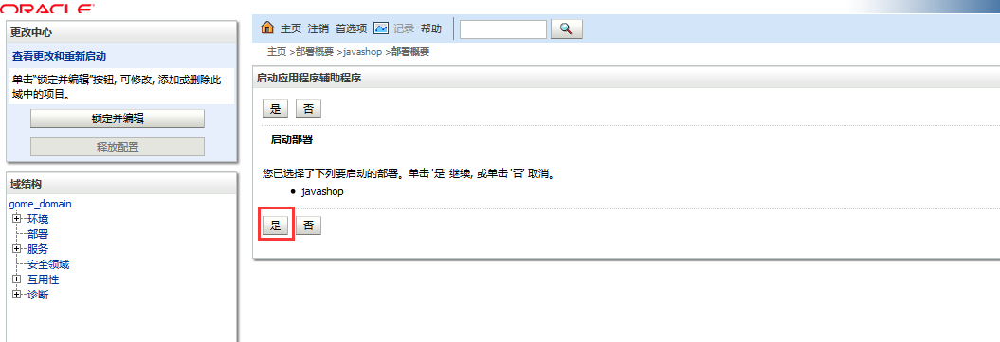 ORACLE
更改中心
查看更改和重新启动
单击“锁定并编辑”按钮, 可修改, 添加或删除此
域中的项目。
锁定并编辑
释放配置
域结构
gome_domain
环境
部署
服务
安全领域
互用性
诊断
主页 注销 首选项 记录 帮助
主页 >部署概要 >javashop >部署概要
启动应用程序辅助程序
是 否
启动部署
您已选择了下列要启动的部署。单击 '是' 继续, 或单击 '否' 取消。
javashop
是 否